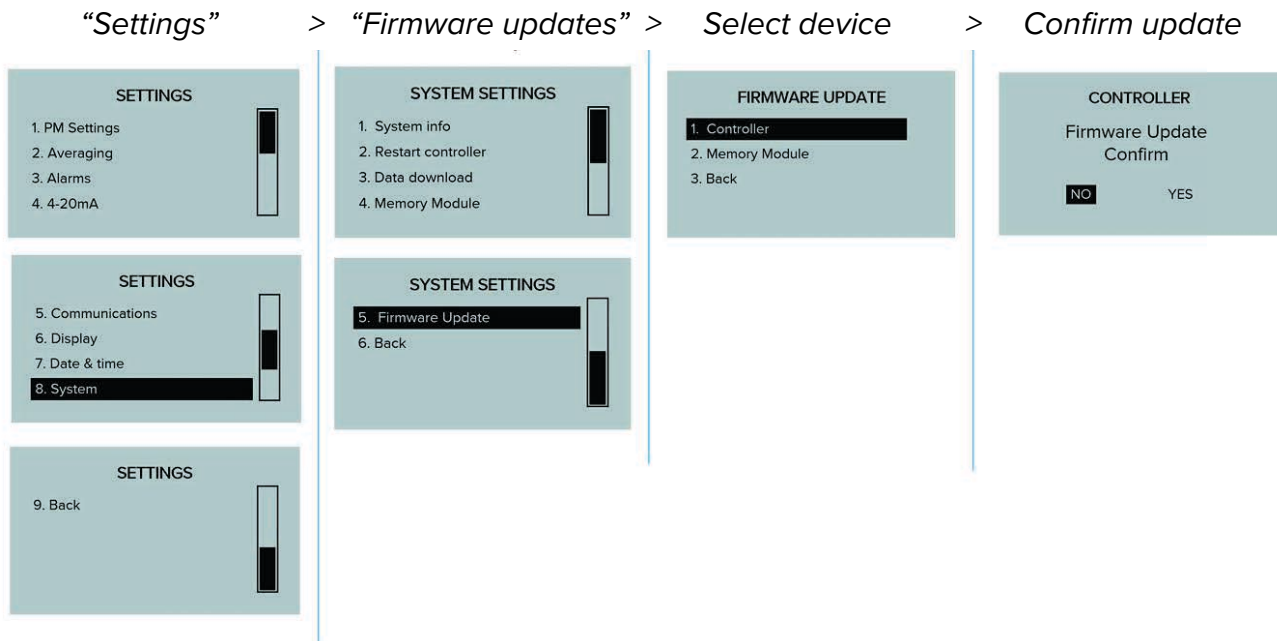 “Settings” > “Firmware updates” > Select device > Confirm update
SETTINGS
1. PM Settings
2. Averaging
3. Alarms
4. 4-20mA
SETTINGS
5. Communications
6. Display
7. Date & time
8. System
SETTINGS
9. Back
SYSTEM SETTINGS
1. System info
2. Restart controller
3. Data download
4. Memory Module
SYSTEM SETTINGS
5. Firmware Update
6. Back
FIRMWARE UPDATE
1. Controller
2. Memory Module
3. Back
CONTROLLER
Firmware Update
Confirm
NO YES